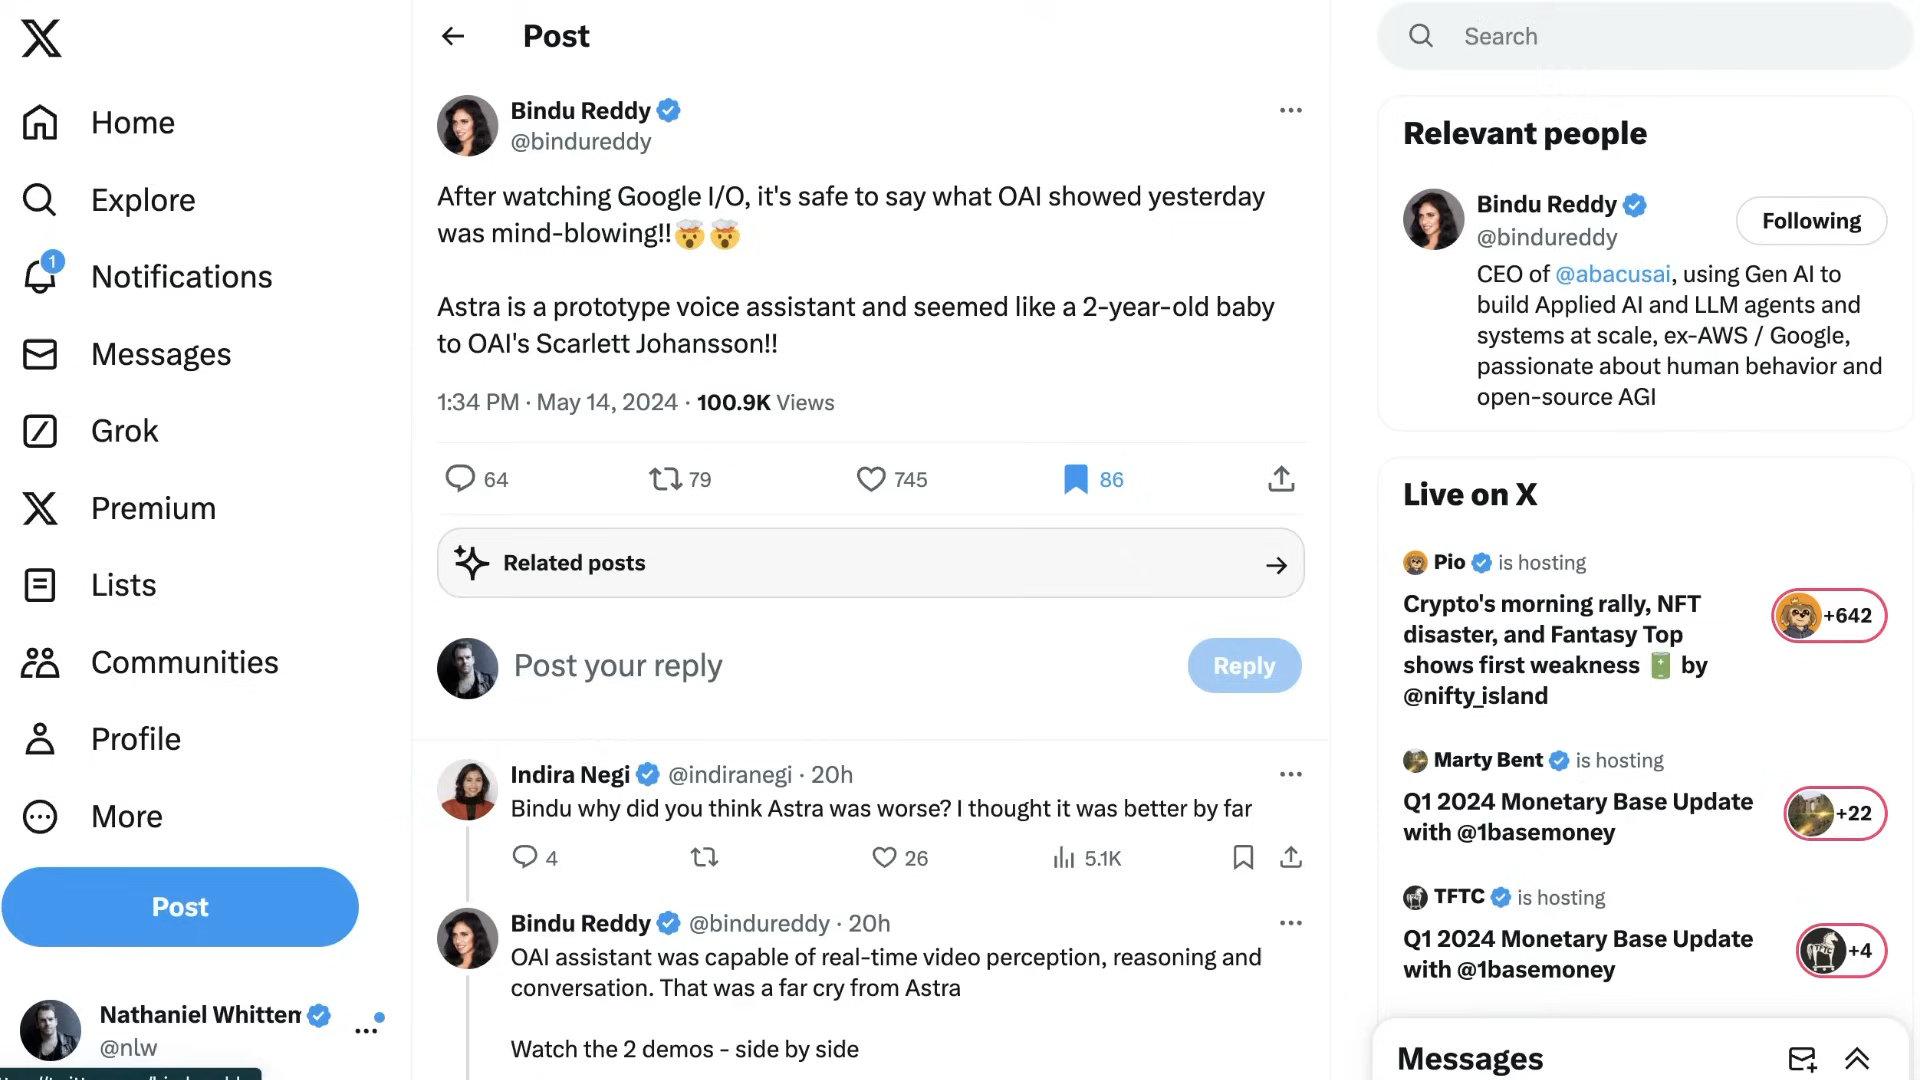 Home
Explore
1
Notifications
Messages
Grok
Premium
Lists
Communities
Profile
More
Post
Nathaniel Whittem
@nlw
Post
Bindu Reddy
@bindureddy
After watching Google I/O, it's safe to say what OAI showed yesterday
was mind-blowing!!🤯🤯
Astra is a prototype voice assistant and seemed like a 2-year-old baby
to OAI's Scarlett Johansson!!
1:34 PM · May 14, 2024 · 100.9K Views
64 79 745 86
Related posts
Post your reply
Reply
Indira Negi @indiranegi · 20h
Bindu why did you think Astra was worse? I thought it was better by far
4 26 5.1K
Bindu Reddy @bindureddy · 20h
OAI assistant was capable of real-time video perception, reasoning and
conversation. That was a far cry from Astra
Watch the 2 demos - side by side
Search
Relevant people
Bindu Reddy
@bindureddy
Following
CEO of @abacusai, using Gen AI to
build Applied AI and LLM agents and
systems at scale, ex-AWS / Google,
passionate about human behavior and
open-source AGI
Live on X
Pio is hosting
Crypto's morning rally, NFT
disaster, and Fantasy Top
shows first weakness 🔋 by
@nifty_island
+642
Marty Bent is hosting
Q1 2024 Monetary Base Update
with @1basemoney
+22
TFTC is hosting
Q1 2024 Monetary Base Update
with @1basemoney
+4
Messages